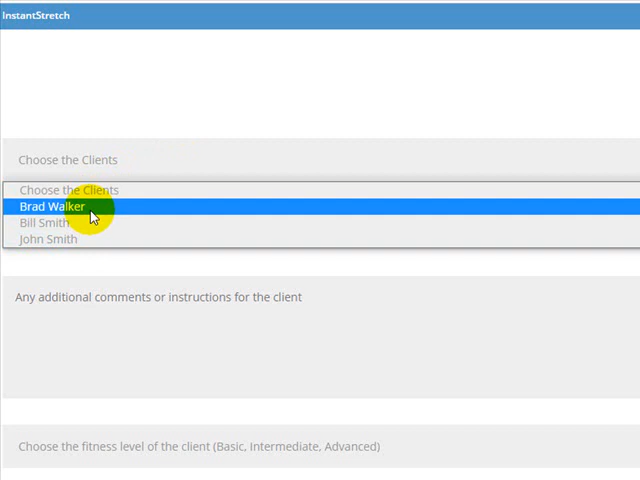 InstantStretch
Choose the Clients
Choose the Clients
Brad Walker
Bill Smith
John Smith
Any additional comments or instructions for the client
Choose the fitness level of the client (Basic, Intermediate, Advanced)